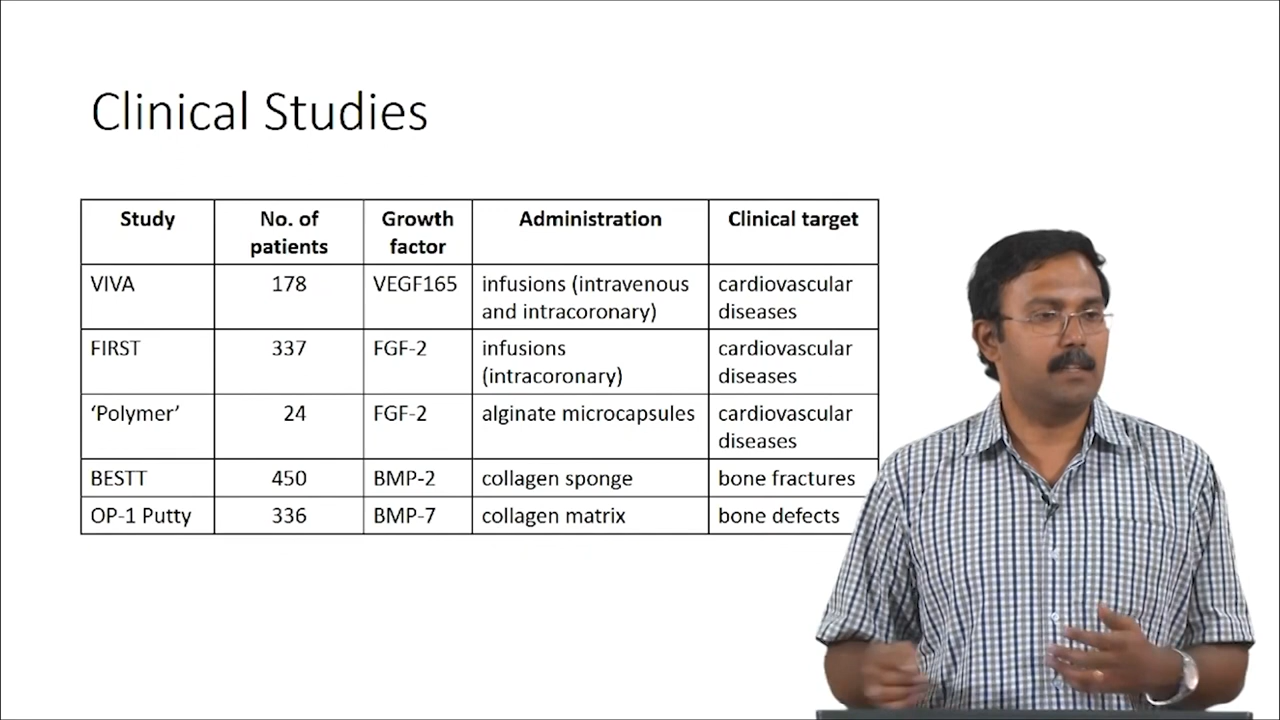 Clinical Studies
Study
No. of
patients
Growth
factor
Administration
Clinical target
VIVA
178
VEGF165
infusions (intravenous
and intracoronary)
cardiovascular
diseases
FIRST
337
FGF-2
infusions
(intracoronary)
cardiovascular
diseases
‘Polymer’
24
FGF-2
alginate microcapsules
cardiovascular
diseases
BESTT
450
BMP-2
collagen sponge
bone fractures
OP-1 Putty
336
BMP-7
collagen matrix
bone defects